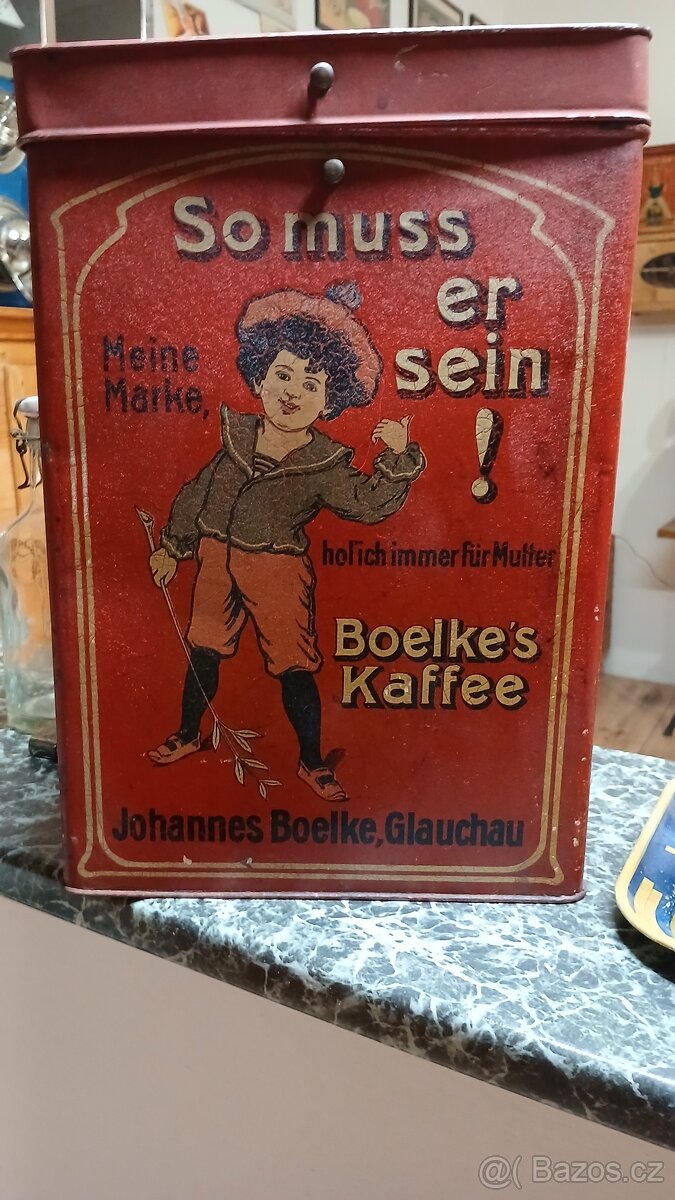 So muss
er
sein
!
Meine
Marke,
hol'ich immer für Mutter
Boelke's
Kaffee
Johannes Boelke, Glauchau
@( Bazos.cz